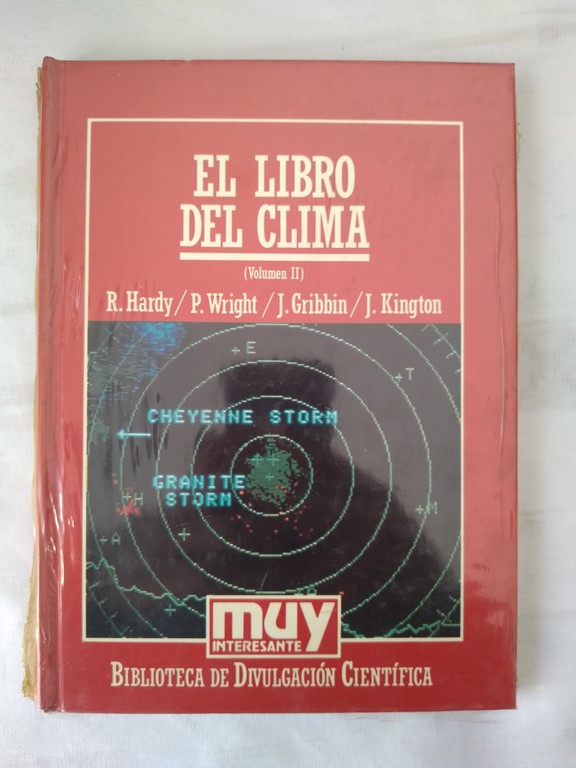 EL LIBRO
DEL CLIMA
(Volumen II)
R. Hardy / P. Wright / J. Gribbin / J. Kington
+E
+T
CHEYENNE STORM
S
GRANITE
STORM
+H
+M
+A
muy
INTERESANTE
BIBLIOTECA DE DIVULGACIÓN CIENTÍFICA